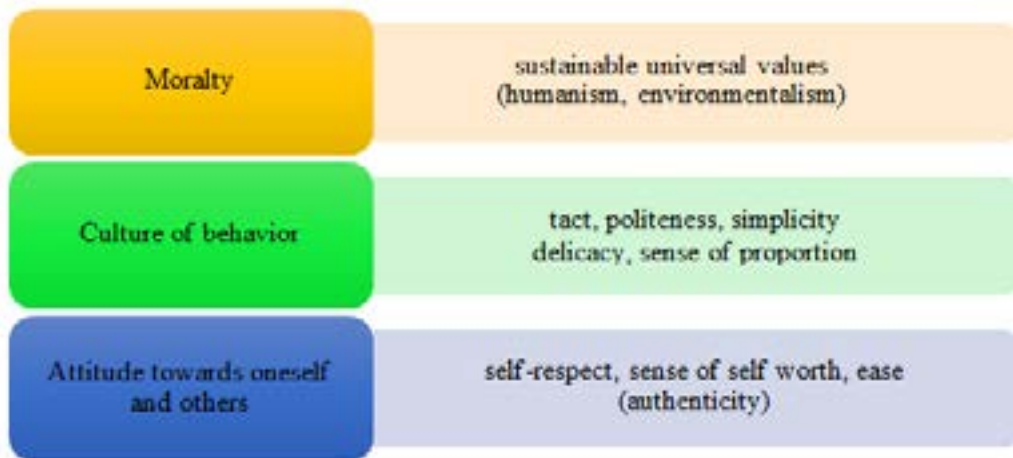 Moralty
sustainable universal values
(humanism, environmentalism)
Culture of behavior
tact, politeness, simplicity
delicacy, sense of proportion
Attitude towards oneself
and others
self-respect, sense of self worth, ease
(authenticity)